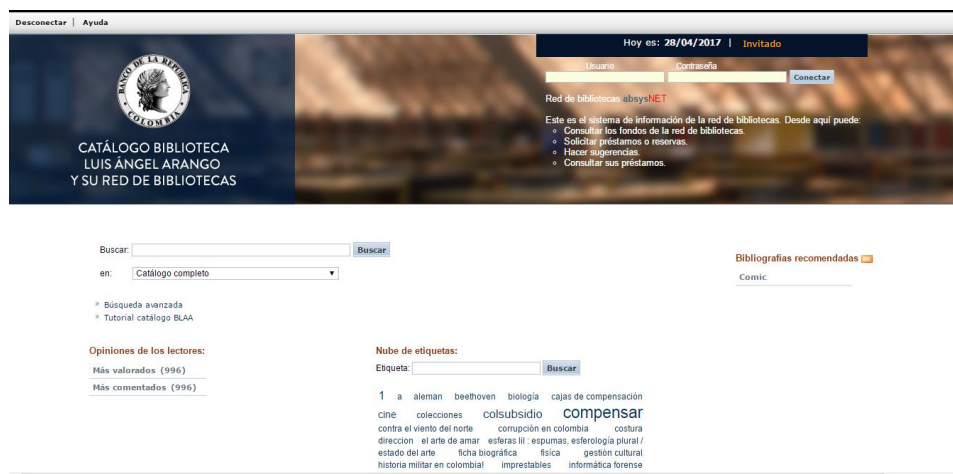 Desconectar | Ayuda
Hoy es: 28/04/2017 | Invitado
Usuario Contraseña
Conectar
Red de bibliotecas absysNET
Este es el sistema de información de la red de bibliotecas. Desde aquí puede:
Consultar los fondos de la red de bibliotecas.
Solicitar préstamos o reservas.
Hacer sugerencias.
Consultar sus préstamos.
BANCO DE LA REPÚBLICA
COLOMBIA
CATÁLOGO BIBLIOTECA
LUIS ÁNGEL ARANGO
Y SU RED DE BIBLIOTECAS
Buscar: Buscar
en: Catálogo completo
» Búsqueda avanzada
» Tutorial catálogo BLAA
Bibliografías recomendadas
Comic
Opiniones de los lectores:
Más valorados (996)
Más comentados (996)
Nube de etiquetas:
Etiqueta: Buscar
1 a aleman beethoven biología cajas de compensación
cine colecciones colsubsidio compensar
contra el viento del norte corrupción en colombia costura
direccion el arte de amar esferas lil : espumas, esferología plural /
estado del arte ficha biográfica física gestión cultural
historia militar en colombia! imprestables informática forense